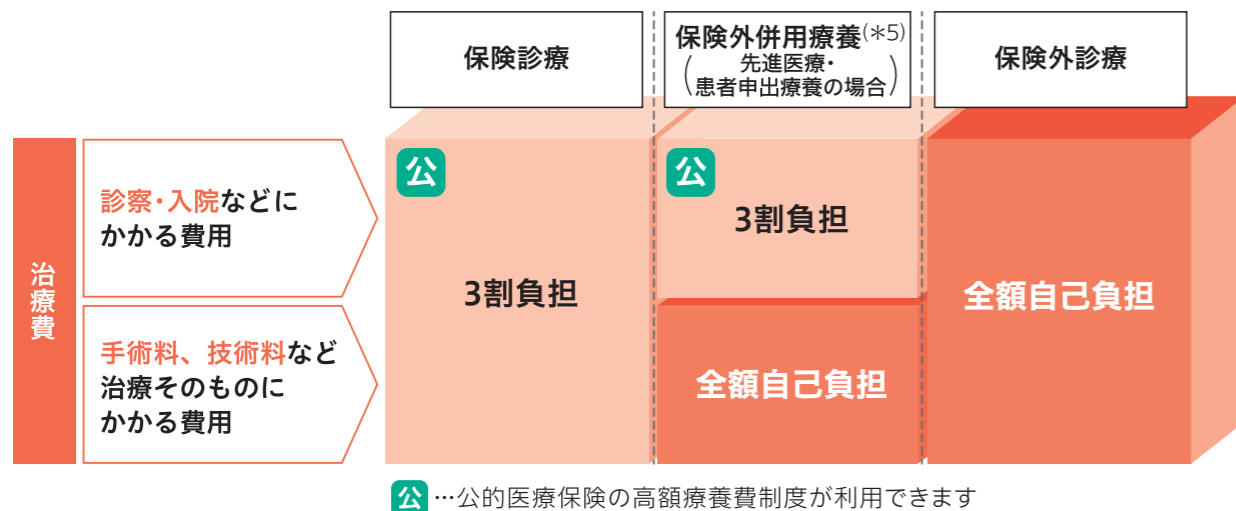 保険診療
保険外併用療養(*5)
(先進医療・
患者申出療養の場合)
保険外診療
治療費
診察・入院などに
かかる費用
公
3割負担
公
3割負担
全額自己負担
手術料、技術料など
治療そのものに
かかる費用
全額自己負担
公…公的医療保険の高額療養費制度が利用できます